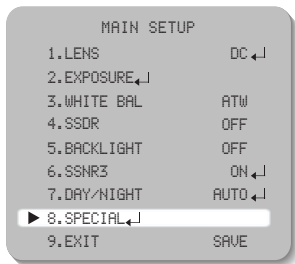 MAIN SETUP
1.LENS DC↵
2.EXPOSURE↵
3.WHITE BAL ATW
4.SSDR OFF
5.BACKLIGHT OFF
6.SSNR3 ON↵
7.DAY/NIGHT AUTO↵
▶ 8.SPECIAL↵
9.EXIT SAVE